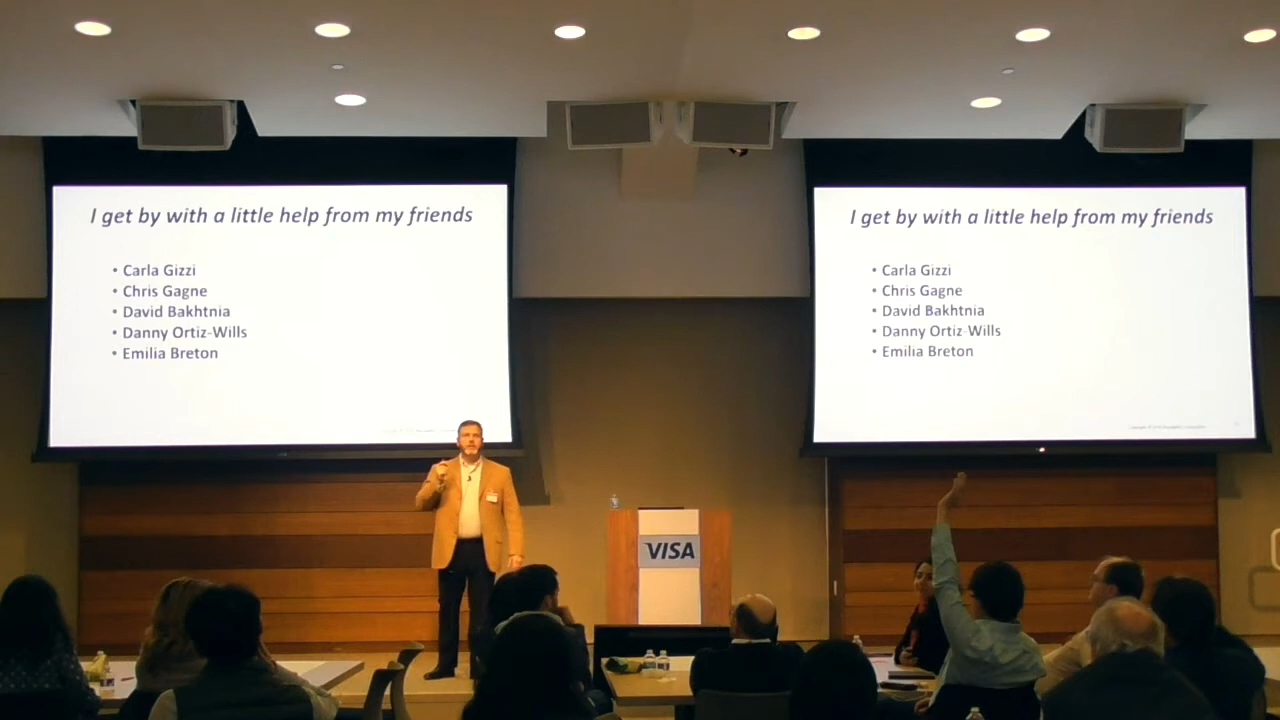 I get by with a little help from my friends
• Carla Gizzi
• Chris Gagne
• David Bakhtnia
• Danny Ortiz-Wills
• Emilia Breton
I get by with a little help from my friends
• Carla Gizzi
• Chris Gagne
• David Bakhtnia
• Danny Ortiz-Wills
• Emilia Breton
VISA